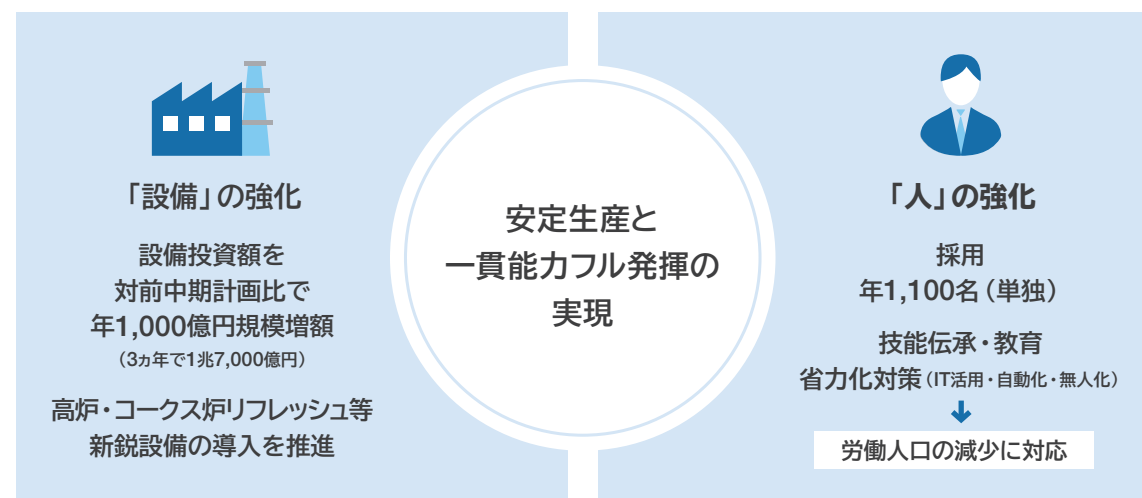 「設備」の強化
設備投資額を
対前中期計画比で
年1,000億円規模増額
（3ヵ年で1兆7,000億円）
高炉・コークス炉リフレッシュ等
新鋭設備の導入を推進
安定生産と
一貫能力フル発揮の
実現
「人」の強化
採用
年1,100名（単独）
技能伝承・教育
省力化対策（IT活用・自動化・無人化）
労働人口の減少に対応